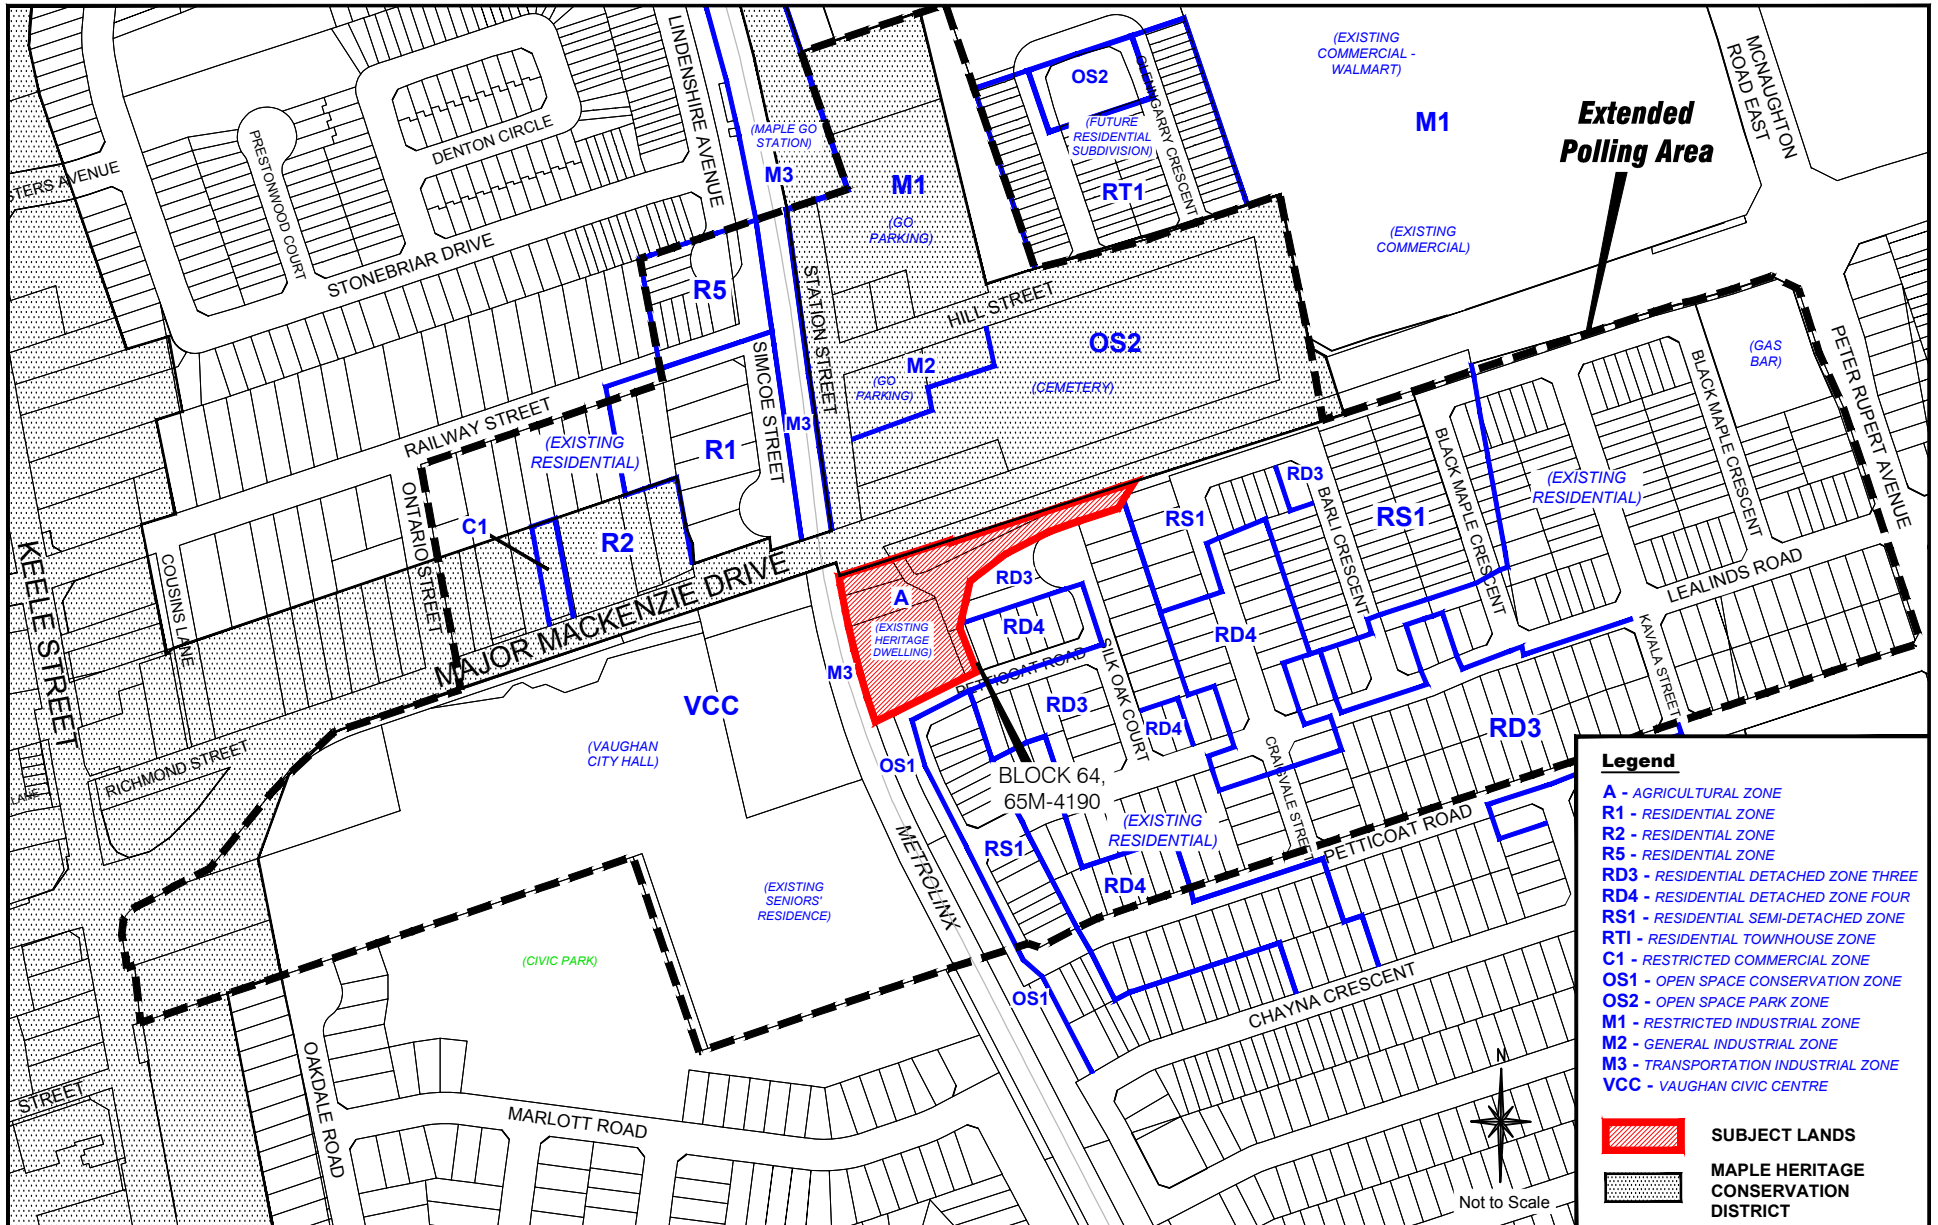 LINDENSHIRE AVENUE
(EXISTING
COMMERCIAL -
WALMART)
MCNAUGHTON
ROAD EAST
OS2
GLENNGARRY CRESCENT
Extended
Polling Area
M1
(MAPLE GO
STATION)
M3
(FUTURE
RESIDENTIAL
SUBDIVISION)
RT1
PRESTONWOOD COURT
DENTON CIRCLE
STERS AVENUE
M1
(GO
PARKING)
(EXISTING
COMMERCIAL)
STONEBRIAR DRIVE
R5
STATION STREET
HILL STREET
OS2
(CEMETERY)
M2
(GO
PARKING)
SIMCOE STREET
M3
(GAS
BAR)
PETER RUPERT AVENUE
BLACK MAPLE CRESCENT
RAILWAY STREET
(EXISTING
RESIDENTIAL)
R1
ONTARIO STREET
C1
R2
RD3
RS1
BARLI CRESCENT
RS1
BLACK MAPLE CRESCENT
(EXISTING
RESIDENTIAL)
KEELE STREET
COUSINS LANE
MAJOR MACKENZIE DRIVE
A
(EXISTING
HERITAGE
DWELLING)
RD3
RD4
PETTICOAT ROAD
SILK OAK COURT
RD4
LEALINDS ROAD
KAVALA STREET
M3
VCC
(VAUGHAN
CITY HALL)
RD3
RD4
RD3
RICHMOND STREET
LANE
OS1
BLOCK 64,
65M-4190
CRAIGVALE STREET
METROLINX
RS1
(EXISTING
RESIDENTIAL)
RD4
PETTICOAT ROAD
(EXISTING
SENIORS'
RESIDENCE)
(CIVIC PARK)
OS1
CHAYNA CRESCENT
OAKDALE ROAD
MARLOTT ROAD
STREET
N
Not to Scale
Legend
A - AGRICULTURAL ZONE
R1 - RESIDENTIAL ZONE
R2 - RESIDENTIAL ZONE
R5 - RESIDENTIAL ZONE
RD3 - RESIDENTIAL DETACHED ZONE THREE
RD4 - RESIDENTIAL DETACHED ZONE FOUR
RS1 - RESIDENTIAL SEMI-DETACHED ZONE
RTI - RESIDENTIAL TOWNHOUSE ZONE
C1 - RESTRICTED COMMERCIAL ZONE
OS1 - OPEN SPACE CONSERVATION ZONE
OS2 - OPEN SPACE PARK ZONE
M1 - RESTRICTED INDUSTRIAL ZONE
M2 - GENERAL INDUSTRIAL ZONE
M3 - TRANSPORTATION INDUSTRIAL ZONE
VCC - VAUGHAN CIVIC CENTRE
SUBJECT LANDS
MAPLE HERITAGE
CONSERVATION
DISTRICT